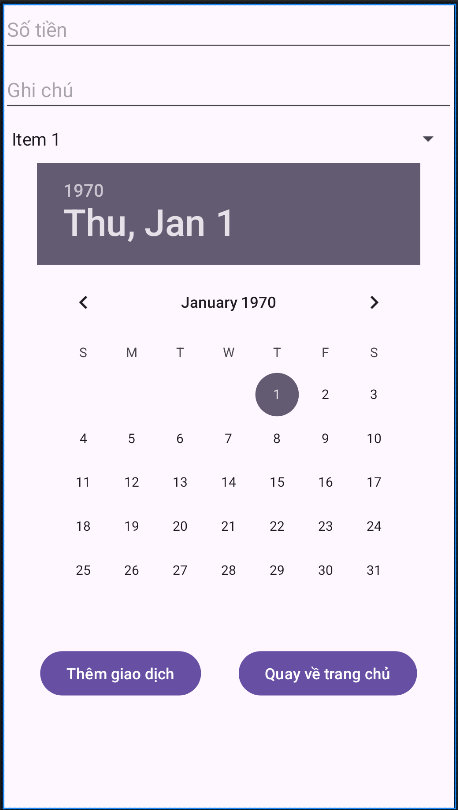 Số tiền
Ghi chú
Item 1
1970
Thu, Jan 1
January 1970
S M T W T F S
1 2 3
4 5 6 7 8 9 10
11 12 13 14 15 16 17
18 19 20 21 22 23 24
25 26 27 28 29 30 31
Thêm giao dịch Quay về trang chủ